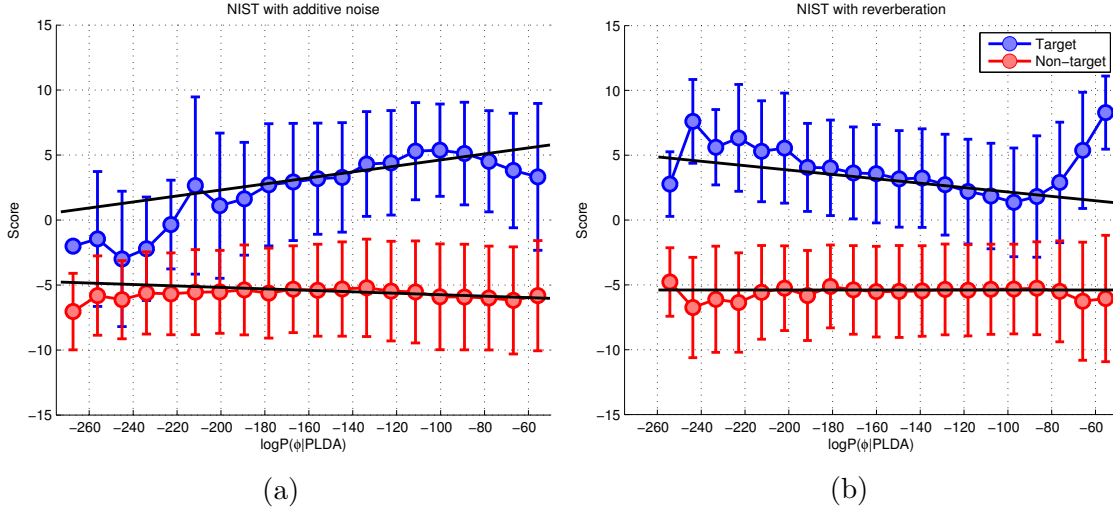 NIST with additive noise
15
10
5
0
−5
−10
−15
Score
−260 −240 −220 −200 −180 −160 −140 −120 −100 −80 −60
logP(ϕ|PLDA)
(a)
NIST with reverberation
Target
Non−target
15
10
5
0
−5
−10
−15
Score
−260 −240 −220 −200 −180 −160 −140 −120 −100 −80 −60
logP(ϕ|PLDA)
(b)